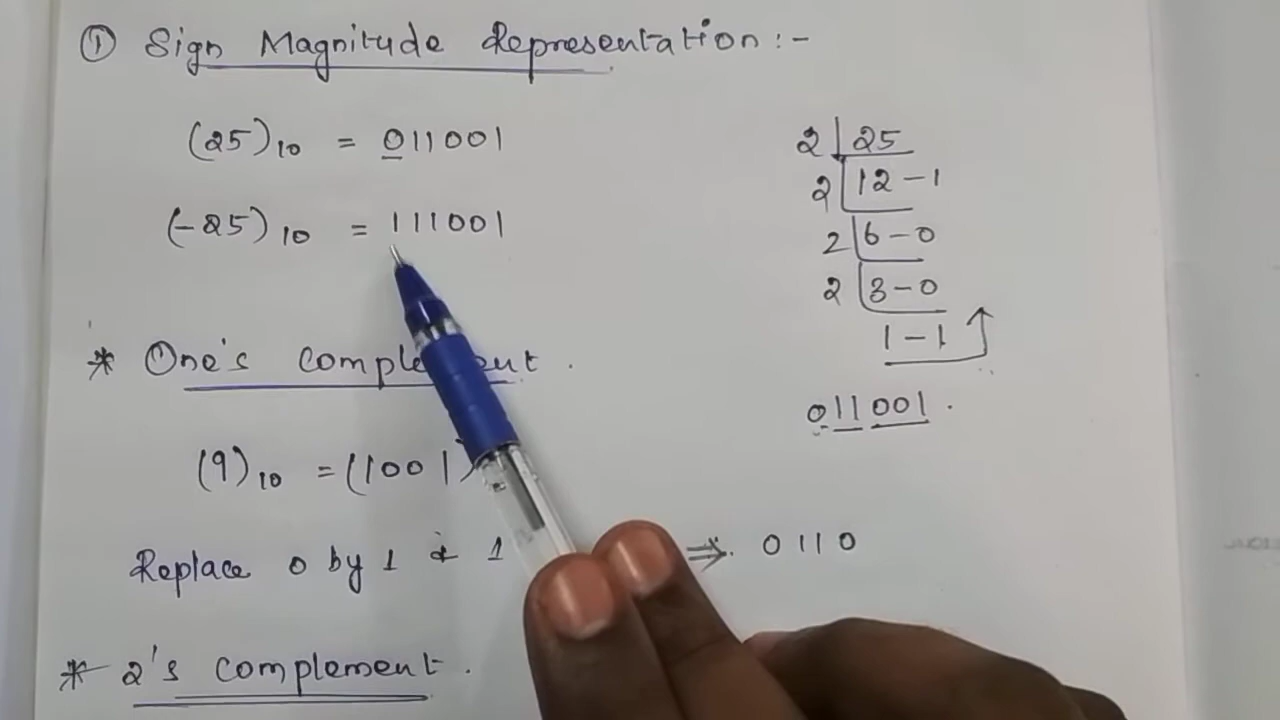 ① Sign Magnitude Representation :-
(25)10 = 011001
(-25)10 = 111001
2 25
2 12 - 1
2 6 - 0
2 3 - 0
1 - 1
011001 .
* One's
(9)10 = (1001)
Replace 0 by 1 & 1 ⇒ 0110
* 2's complement .